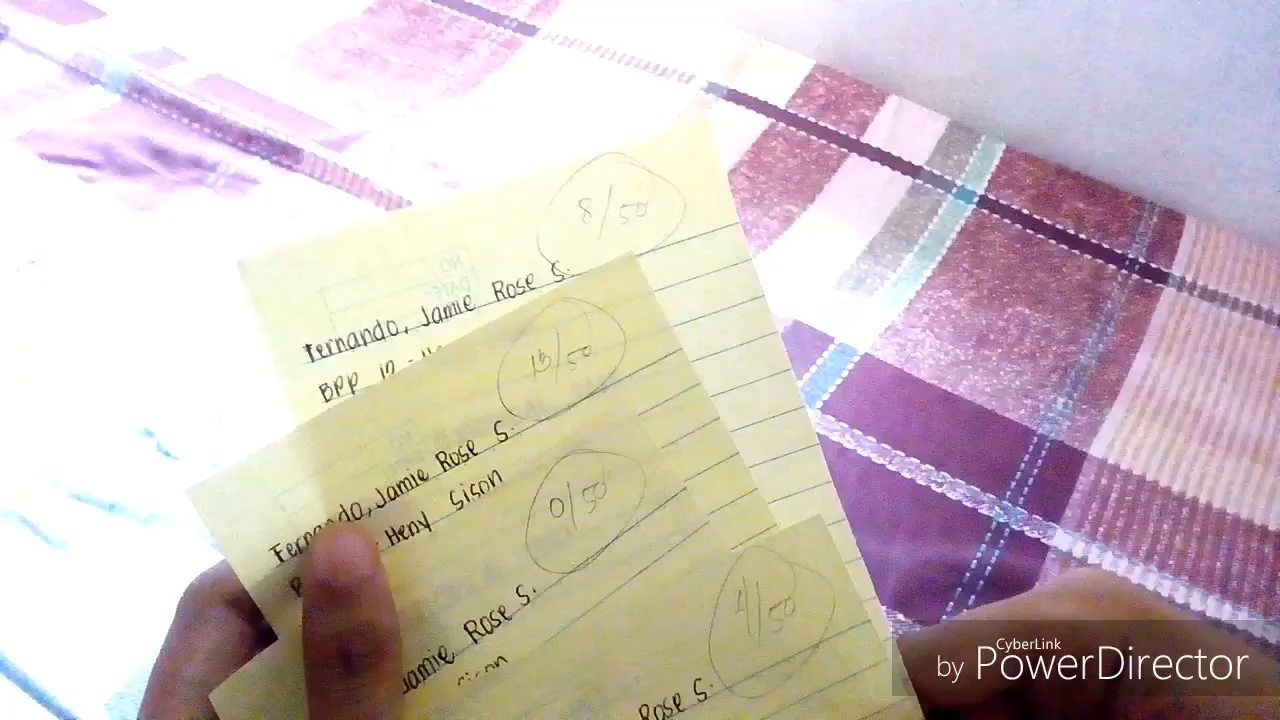 8/50
Fernando, Jamie Rose S.
BPP 12
15/50
Fernando, Jamie Rose S.
Heny Sison
0/50
Jamie Rose S.
Sison
4/50
Rose S.
CyberLink
by PowerDirector